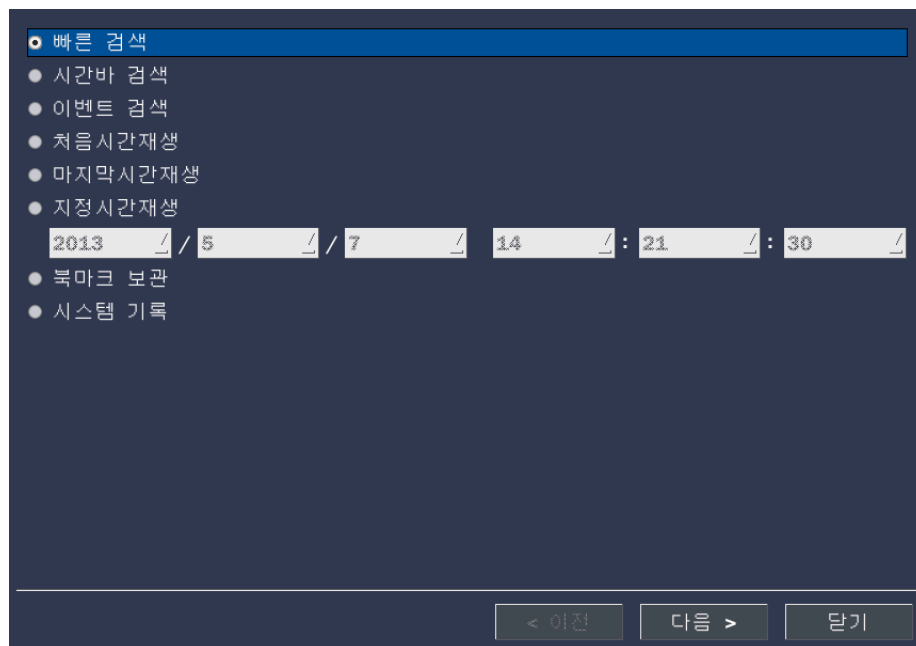 빠른 검색
시간바 검색
이벤트 검색
처음시간재생
마지막시간재생
지정시간재생
2013 / 5 / 7 14 : 21 : 30
북마크 보관
시스템 기록
< 이전 다음 > 닫기